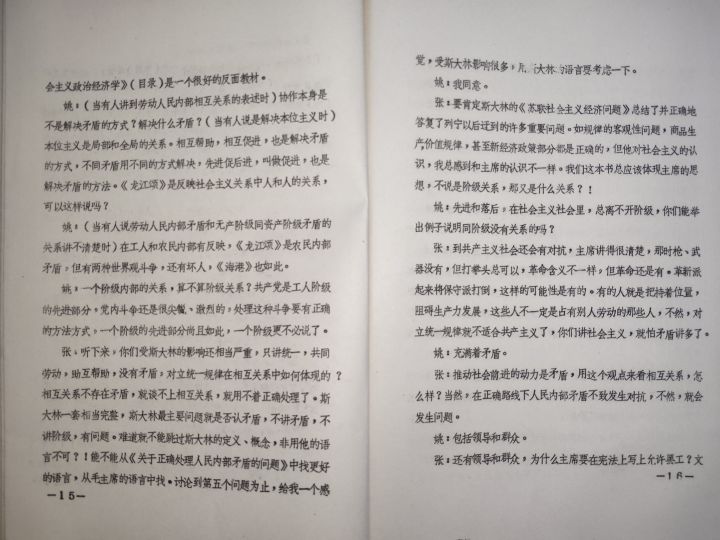 会主义政治经济学》(目录)是一个很好的反面教材。
姚:(当有人讲到劳动人民内部相互关系的表述时)协作本身是
不是解决矛盾的方式?解决什么矛盾?(当有人说是解决本位主义时)
本位主义是局部和全局的关系。相互帮助,相互促进,也是解决矛盾
的方式,不同矛盾用不同的方式解决,先进促后进,叫做促进,也是
解决矛盾的方法。《龙江颂》是反映社会主义关系中人和人的关系,
可以这样说吗?
姚:(当有人说劳动人民内部矛盾和无产阶级同资产阶级矛盾的
关系讲不清楚时)在工人和农民内部有反映,《龙江颂》是农民内部
矛盾,但有两种世界观斗争,还有坏人,《海港》也如此。
姚:一个阶级内部的关系,算不算阶级关系?共产党是工人阶级
的先进部分,党内斗争还是很尖锐、激烈的,处理这种斗争要有正确
的方法方式,一个阶级的先进部分尚且如此,一个阶级更不必说了。
张:听下来,你们受斯大林的影响还相当严重,只讲统一,共同
劳动,助互帮助,没有矛盾,对立统一规律在相互关系中如何体现的?
相互关系不存在矛盾,就谈不上相互关系,就用不着正确处理了。斯
大林一套相当完整,斯大林最主要问题就是否认矛盾,不讲矛盾,不
讲阶级,有问题。难道就不能跳过斯大林的定义、概念,非用他的语
言不可?!能不能从《关于正确处理人民内部矛盾的问题》中找更好
的语言,从毛主席的语言中找。讨论到第五个问题为止,给我一个感
—15—
觉,受斯大林影响很多,用斯大林的语言要考虑一下。
姚:我同意。
张:要肯定斯大林的《苏联社会主义经济问题》总结了并正确地
答复了列宁以后迁到的许多重要问题。如规律的客观性问题,商品生
产,价值规律,甚至新经济政策部分都是正确的,但他对社会主义的认
识,我总感到和主席的认识不一样。我们这本书总应该体现主席的思
想,不说是阶级关系,那又是什么关系?!
姚:先进和落后,在社会主义社会里,总离不开阶级,你们能举
出例子说明同阶级没有关系的吗?
张:到共产主义社会还会有对抗,主席讲得很清楚,那时枪、武
器没有,但打拳头总可以,革命含义不一样,但革命还是有。革新派
起来将保守派打倒,这样的可能性是有的。有的人就是把持着位置,
阻碍生产力发展,这些人不一定是占有别人劳动的那些人,不然,对
立统一规律就不适合共产主义了,你们讲社会主义,就怕矛盾讲多了。
姚:充满着矛盾。
张:推动社会前进的动力是矛盾,用这个观点来看相互关系,怎
么样?当然,在正确路线下人民内部矛盾不致发生对抗,不然,就会
发生问题。
姚:包括领导和群众。
张:还有领导和群众,为什么主席要在宪法上写上允许罢工?文
—16—